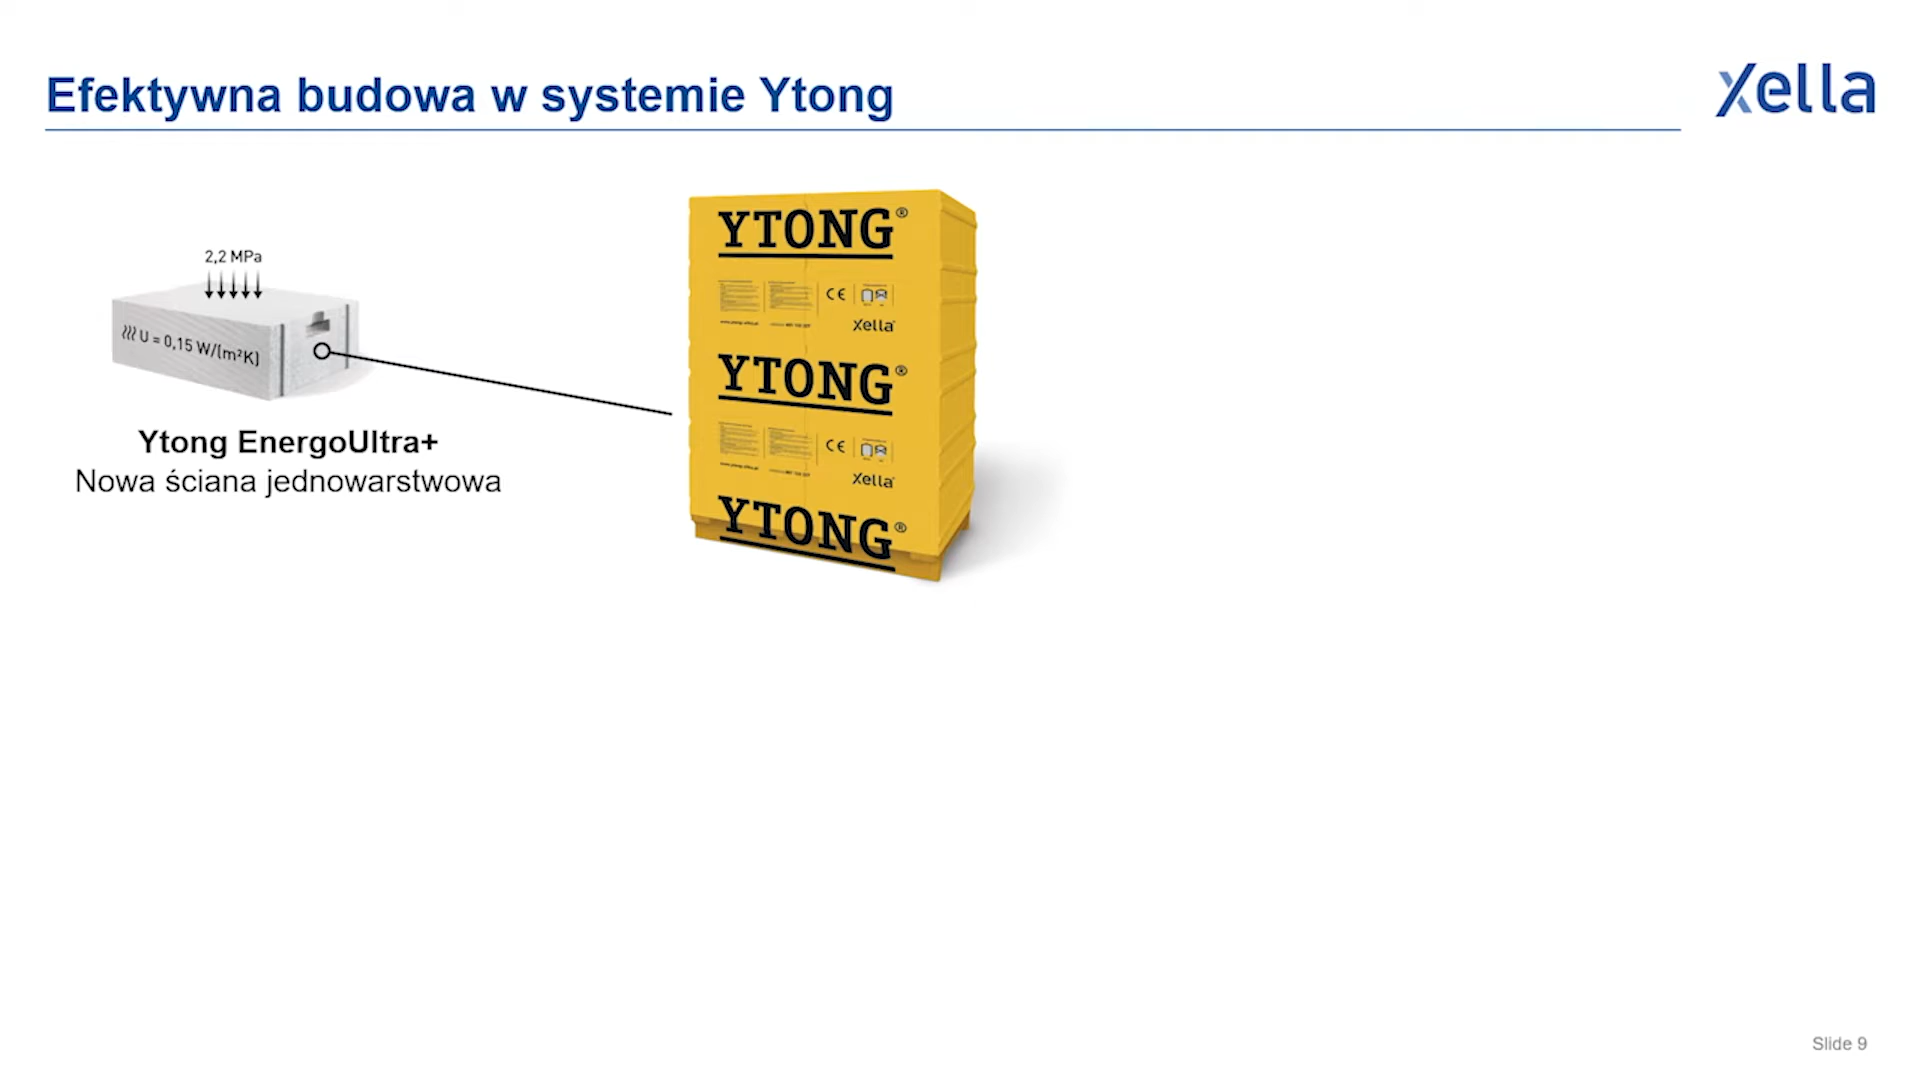 Efektywna budowa w systemie Ytong
xella
2,2 MPa
U = 0,15 W/(m²K)
Ytong EnergoUltra+
Nowa ściana jednowarstwowa
YTONG®
CE
xella
YTONG®
CE
xella
YTONG®
Slide 9